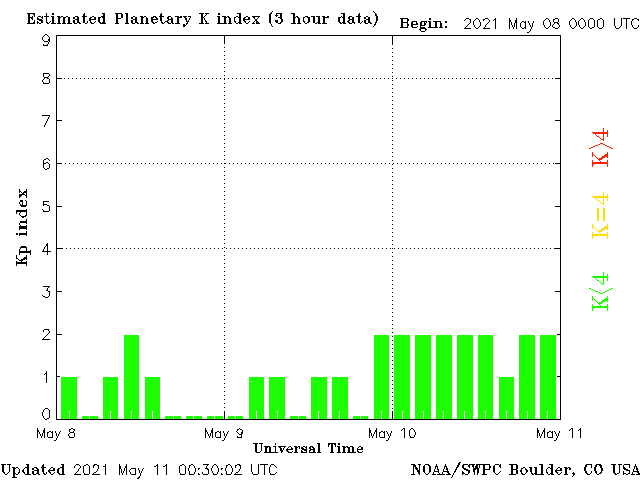 Estimated Planetary K index (3 hour data) Begin: 2021 May 08 0000 UTC
9
8
7
6
5
4
3
2
1
0
Kp index
May 8 May 9 May 10 May 11
Universal Time
K>4
K=4
K<4
Updated 2021 May 11 00:30:02 UTC NOAA/SWPC Boulder, CO USA